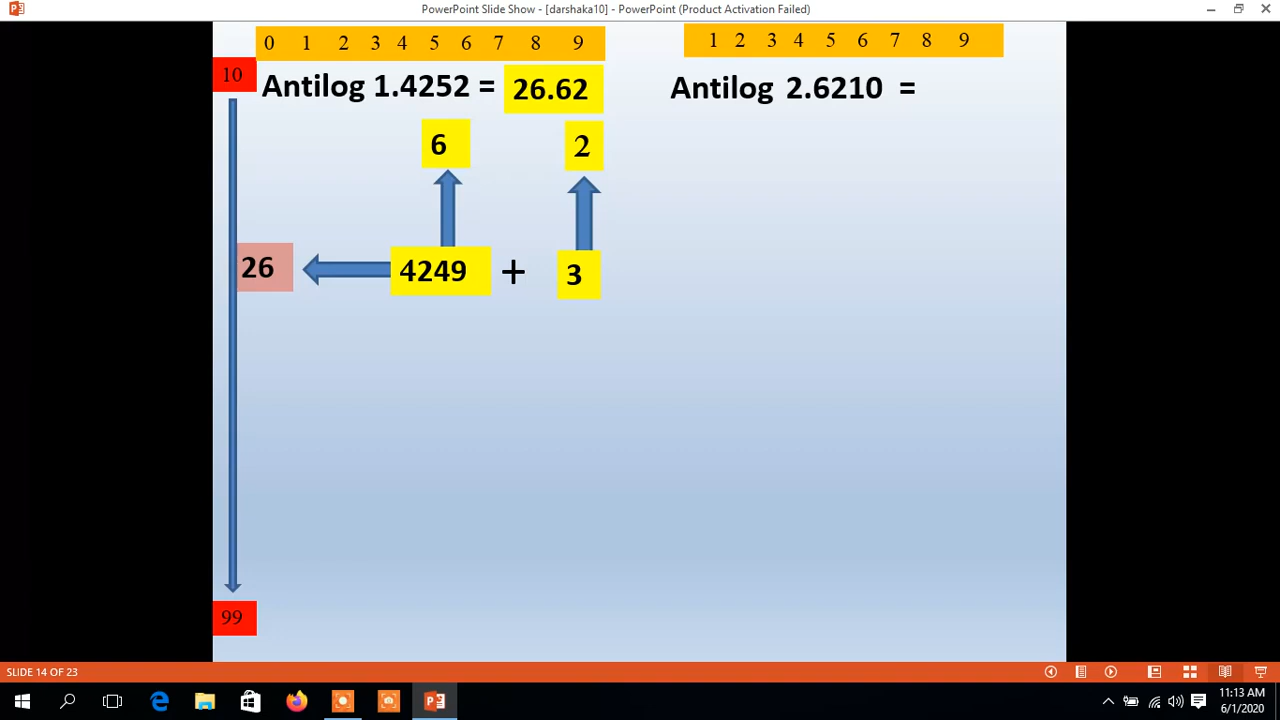 PowerPoint Slide Show - [darshaka10] - PowerPoint (Product Activation Failed)
0 1 2 3 4 5 6 7 8 9
1 2 3 4 5 6 7 8 9
10
Antilog 1.4252 = 26.62
Antilog 2.6210 =
6 2
26 4249 + 3
99
SLIDE 14 OF 23
11:13 AM
6/1/2020